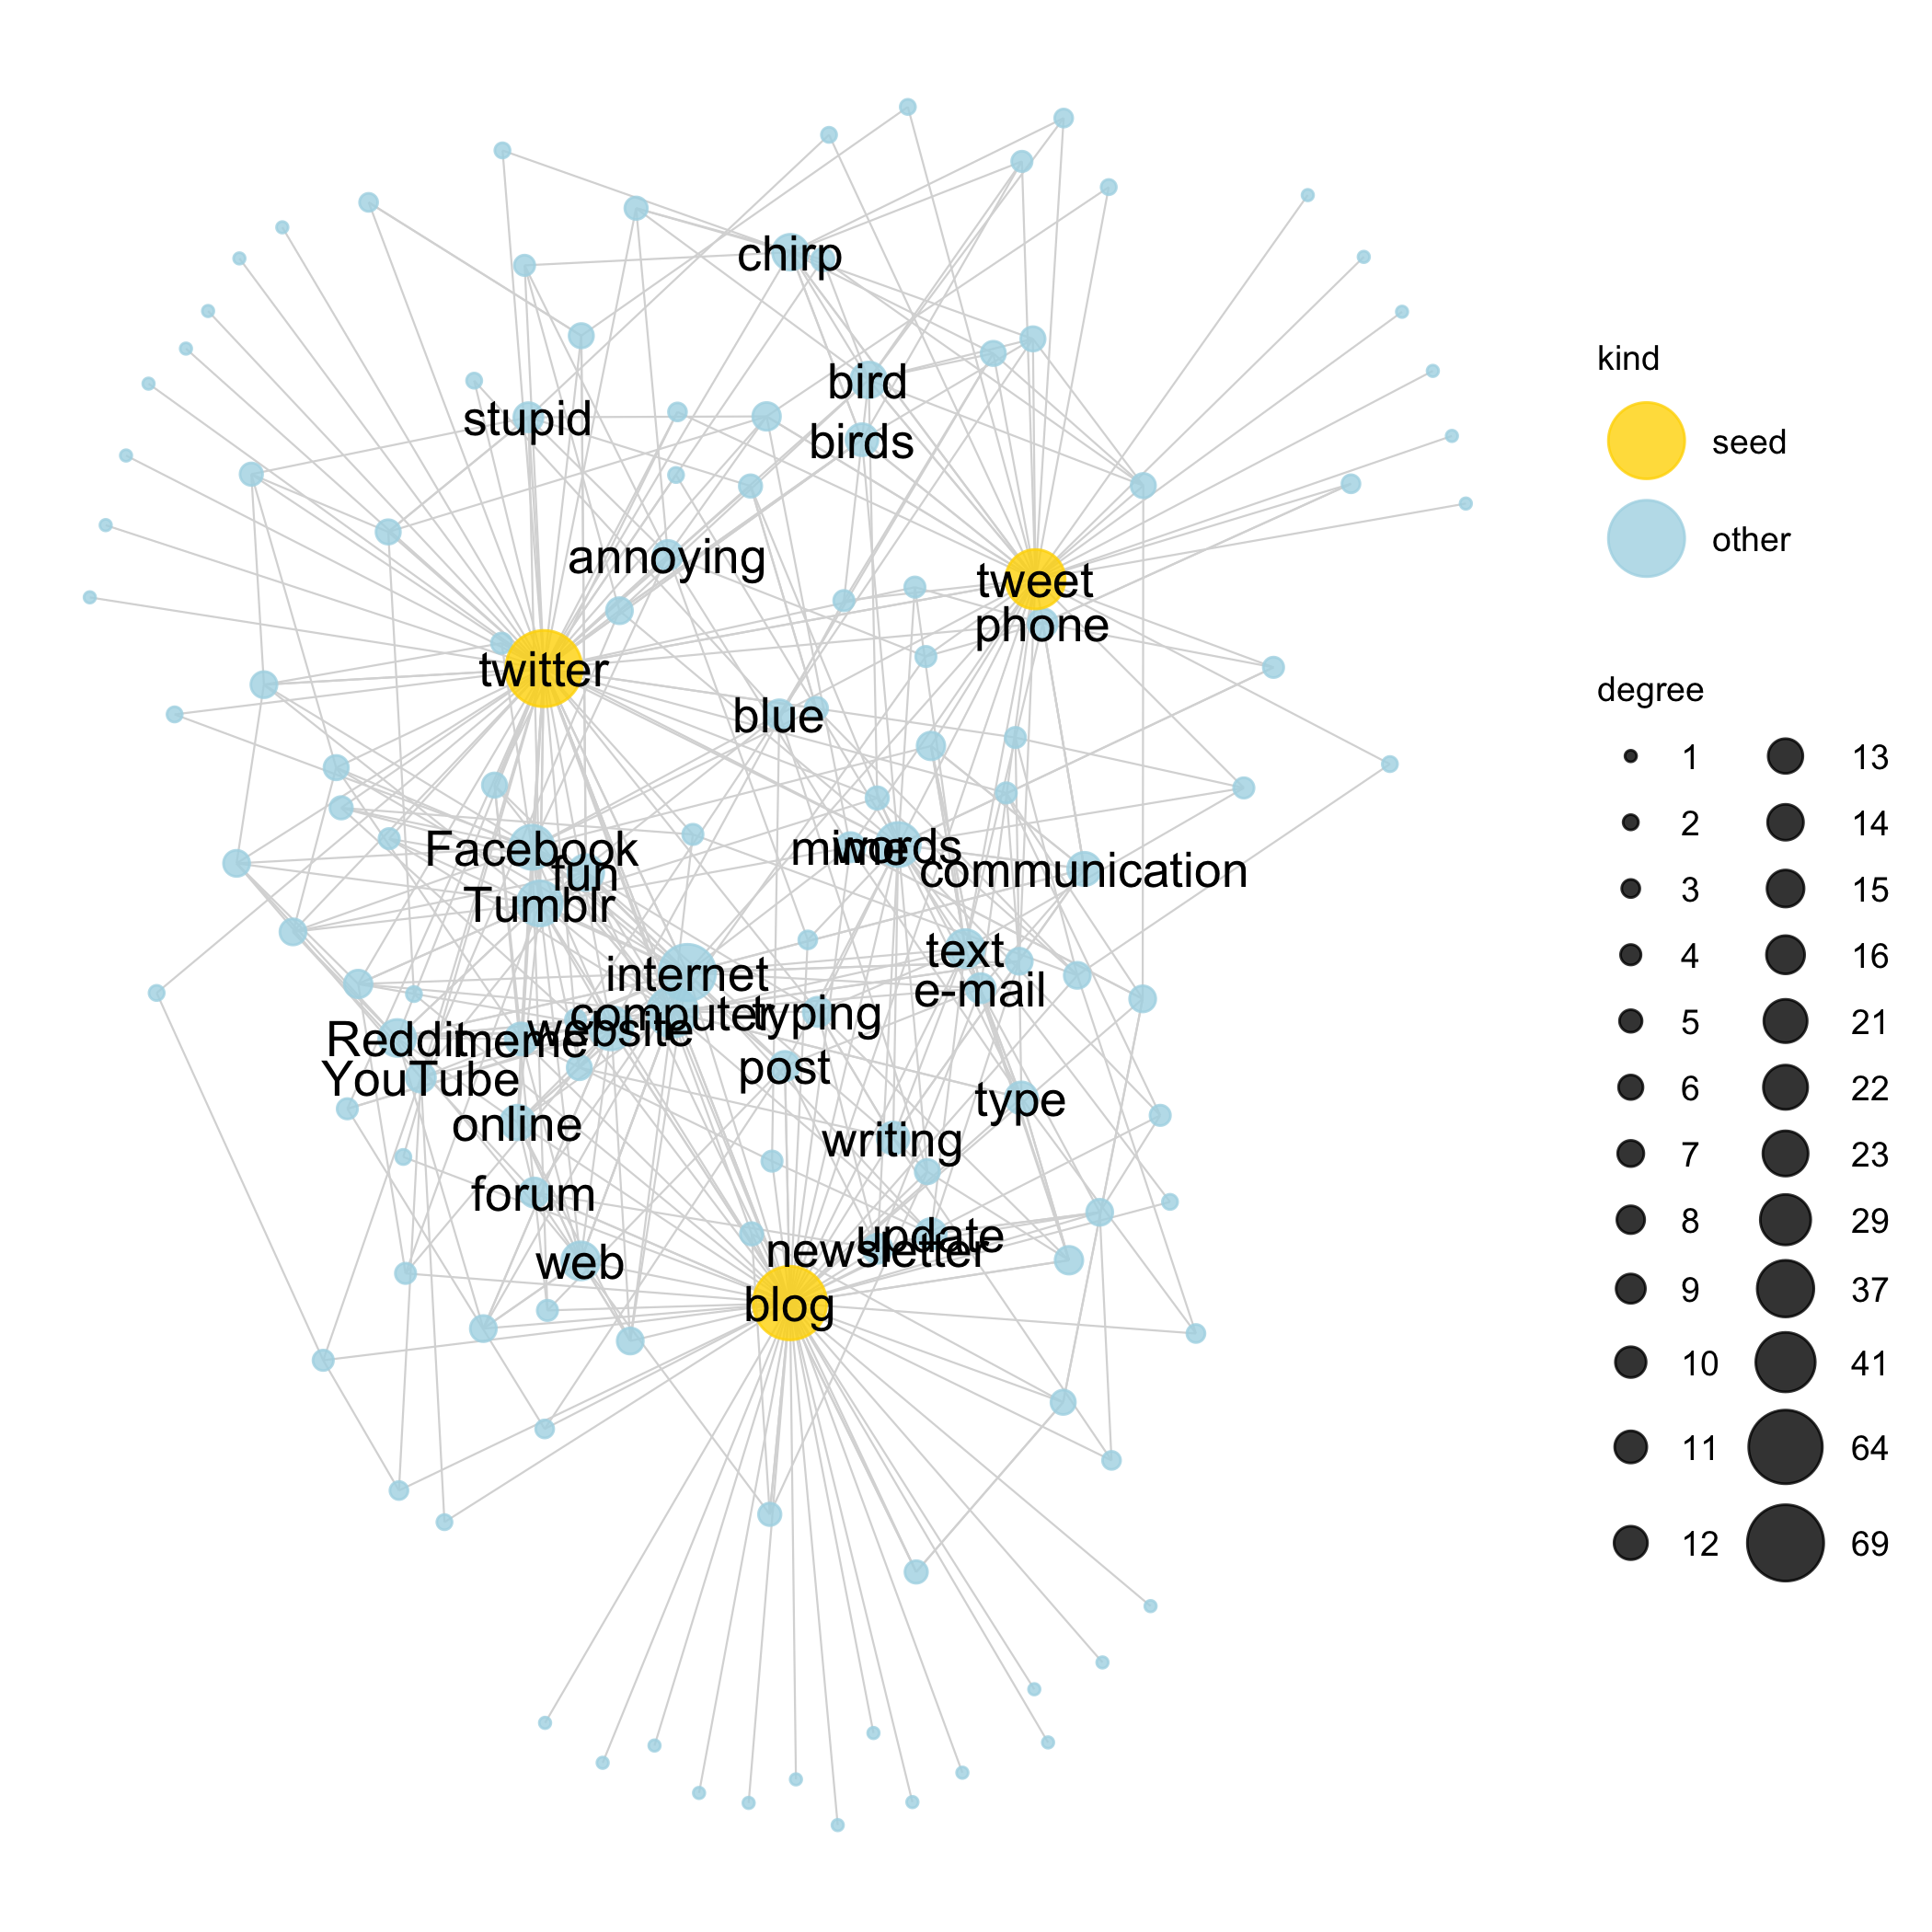 chirp
bird
stupid
birds
annoying
tweet
phone
twitter
blue
Facebook
mime
words
fun
communication
Tumblr
text
internet
e-mail
computer
typing
website
Reddit
meme
post
YouTube
type
online
writing
forum
update
newsletter
web
blog
kind
seed
other
degree
1 13
2 14
3 15
4 16
5 21
6 22
7 23
8 29
9 37
10 41
11 64
12 69